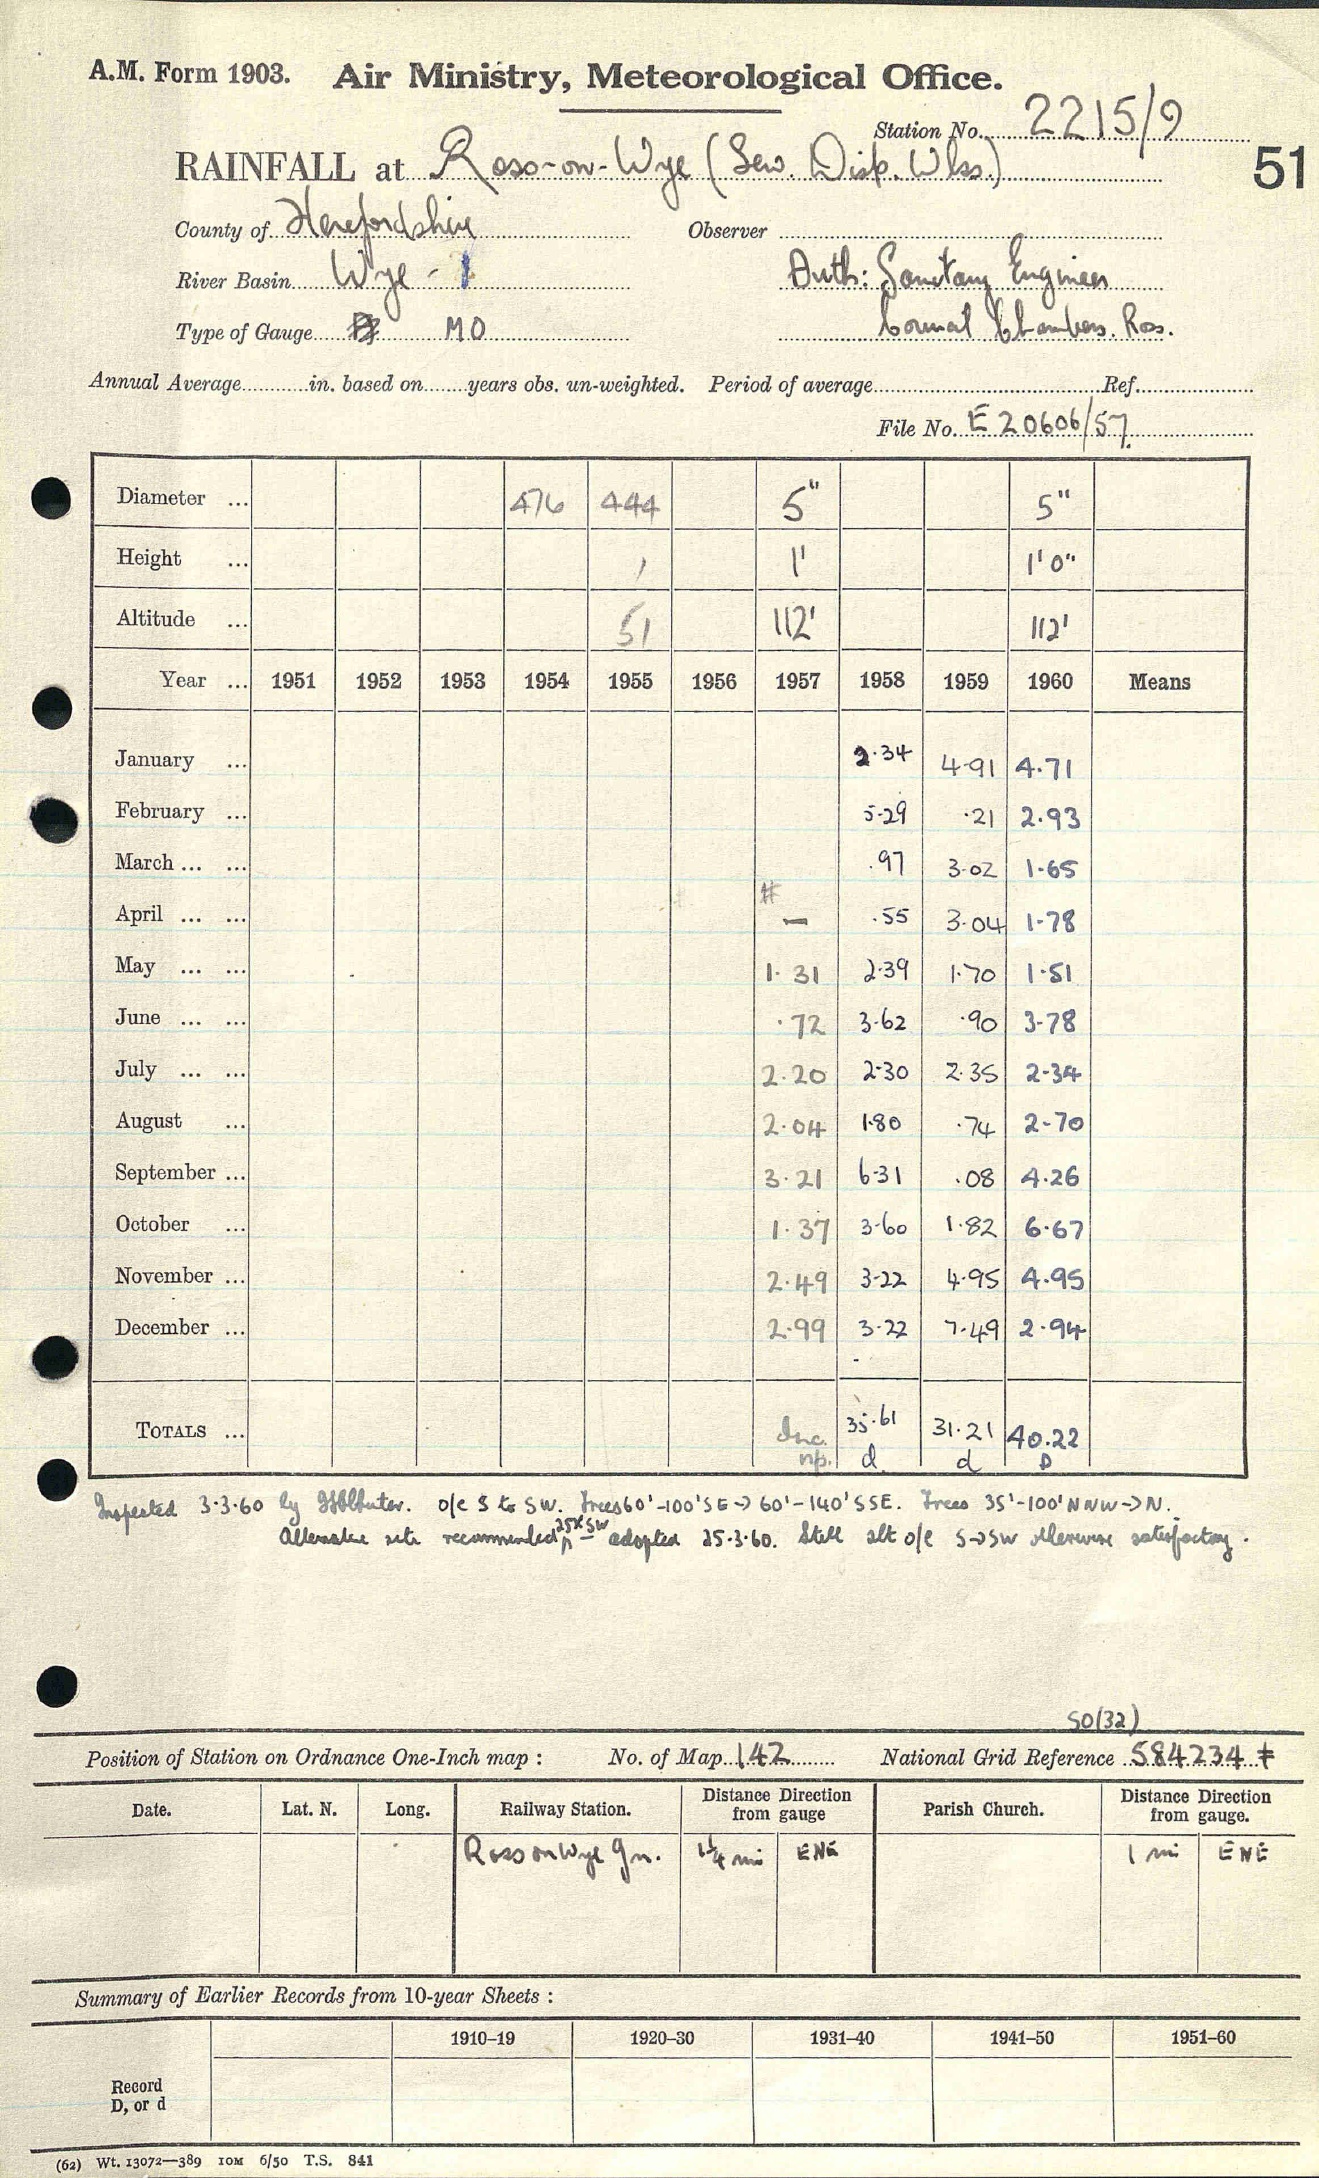 A.M. Form 1903. Air Ministry, Meteorological Office.
Station No. 2215/9
RAINFALL at Ross-on-Wye (Sew. Disp. Wks.) 51
County of Herefordshire Observer
River Basin Wye - 1 Auth: Sanitary Engineer
Type of Gauge MO Council Chambers. Ross.
Annual Average in. based on years obs. un-weighted. Period of average Ref.
File No. E 20606/57
Diameter ... 476 444 5" 5"
Height ... 1 1' 1'0"
Altitude ... 51 112' 112'
Year ... 1951 1952 1953 1954 1955 1956 1957 1958 1959 1960 Means
January ... 2.34 4.91 4.71
February ... 5.29 .21 2.93
March ... ... .97 3.02 1.65
#
April ... ... — .55 3.04 1.78
May ... ... 1.31 2.39 1.70 1.51
June ... ... .72 3.62 .90 3.78
July ... ... 2.20 2.30 2.35 2.34
August ... 2.04 1.80 .74 2.70
September ... 3.21 6.31 .08 4.26
October ... 1.37 3.60 1.82 6.67
November ... 2.49 3.22 4.95 4.95
December ... 2.99 3.22 7.49 2.94
TOTALS ... Inc. 35.61 31.21 40.22
np. d d D
Inspected 3.3.60 by o/e S to SW. Trees 60'-100' SE -> 60'-140' SSE. Trees 35'-100' NNW -> N.
Alternative site recommended 25x SW adopted 25.3.60. Still slt o/e S->SW otherwise satisfactory.
SO(32)
Position of Station on Ordnance One-Inch map : No. of Map 142 National Grid Reference 584234 ‡
Date. Lat. N. Long. Railway Station. Distance Direction from gauge Parish Church. Distance Direction from gauge.
Ross on Wye Jn. 1¼ mi ENE 1 mi ENE
Summary of Earlier Records from 10-year Sheets :
1910–19 1920–30 1931–40 1941–50 1951–60
Record
D, or d
(62) Wt. 13072—389 10M 6/50 T.S. 841